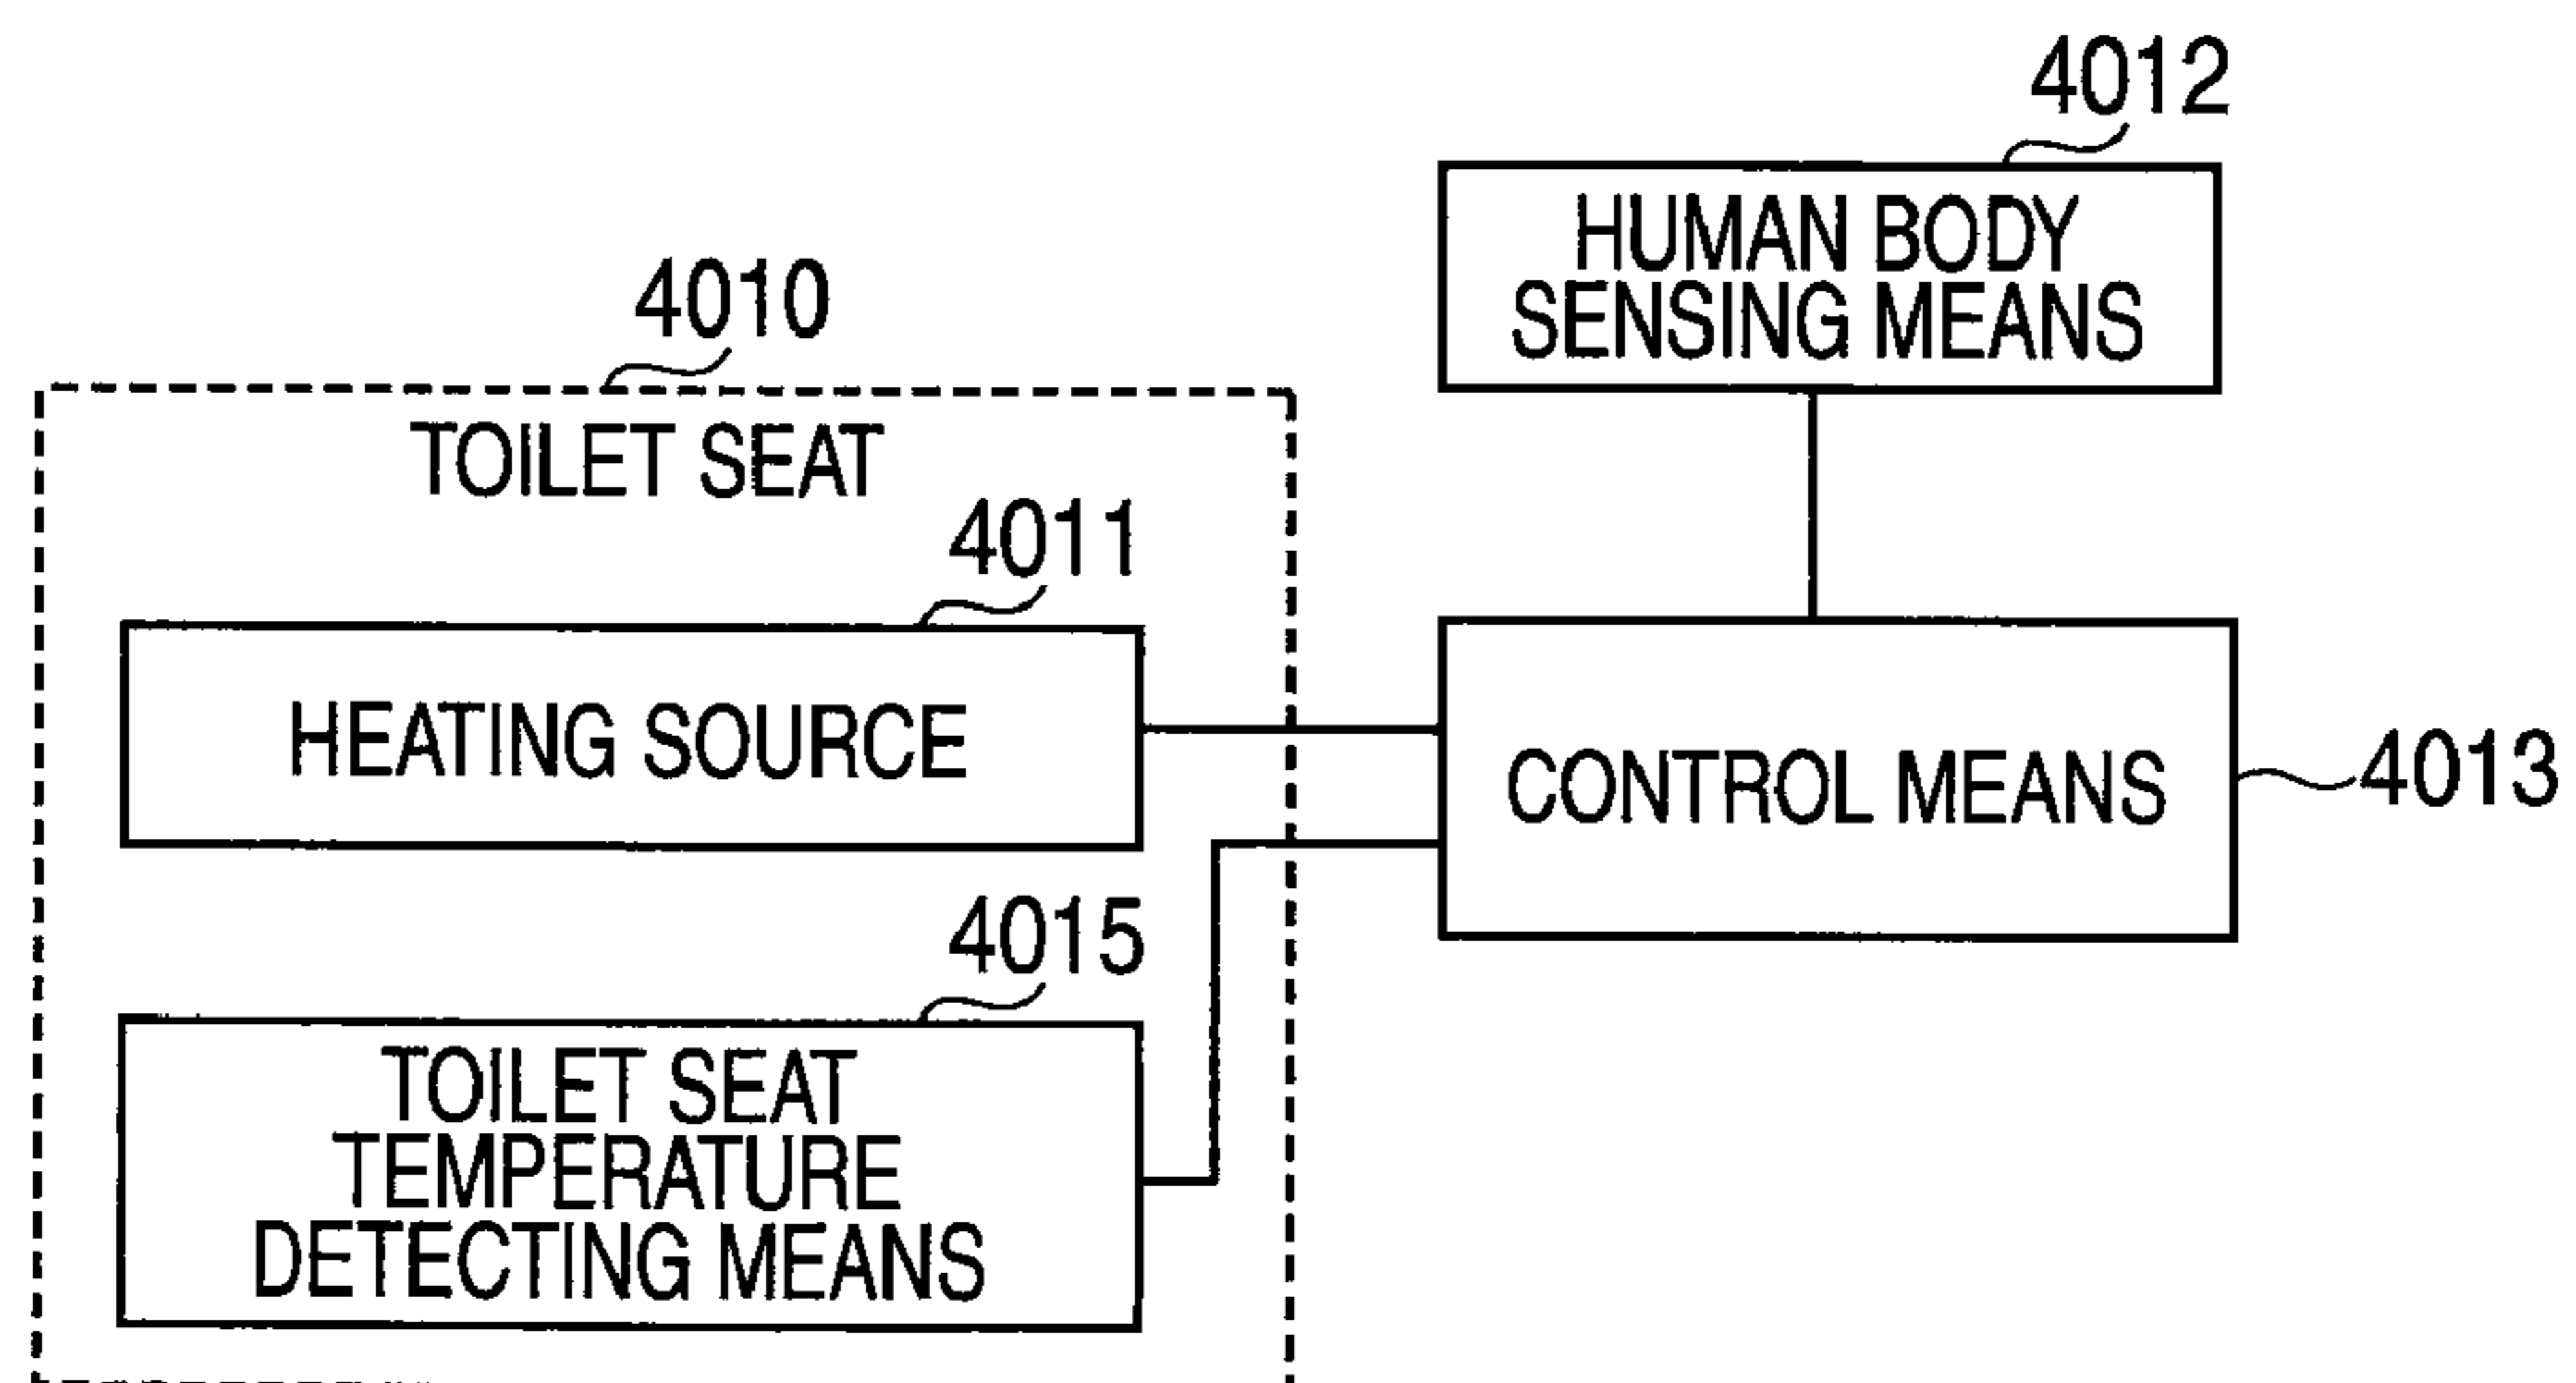 4012
HUMAN BODY
SENSING MEANS
4010
TOILET SEAT
4011
HEATING SOURCE
CONTROL MEANS
4013
4015
TOILET SEAT
TEMPERATURE
DETECTING MEANS